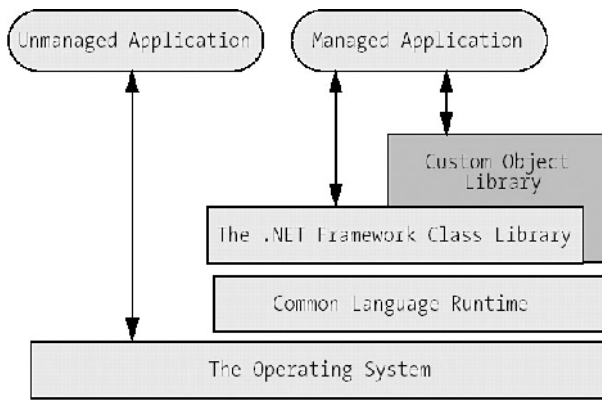 Unmanaged Application
Managed Application
Custom Object
Library
The .NET Framework Class Library
Common Language Runtime
The Operating System